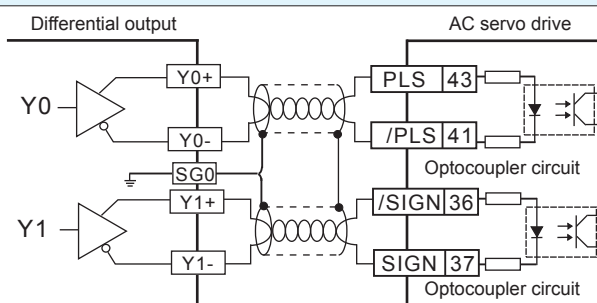 Differential output
AC servo drive
Y0
Y0+
Y0-
PLS 43
/PLS 41
Optocoupler circuit
SG0
Y1
Y1+
Y1-
/SIGN 36
SIGN 37
Optocoupler circuit